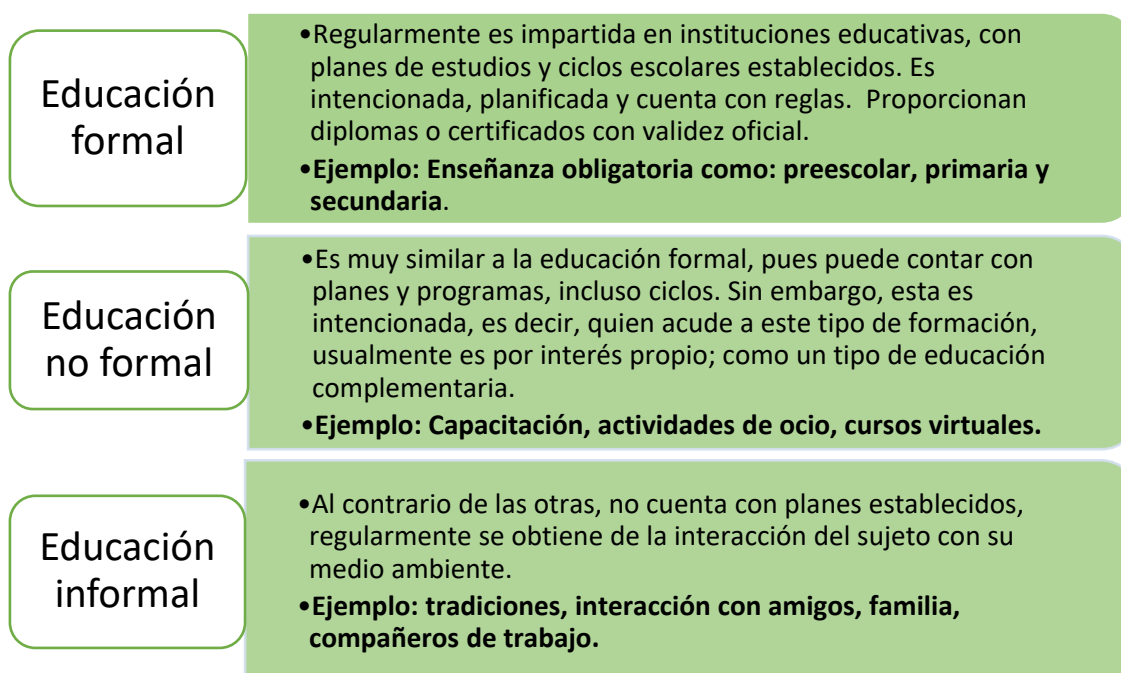 Educación
formal
•Regularmente es impartida en instituciones educativas, con
planes de estudios y ciclos escolares establecidos. Es
intencionada, planificada y cuenta con reglas.  Proporcionan
diplomas o certificados con validez oficial.
•Ejemplo: Enseñanza obligatoria como: preescolar, primaria y
secundaria.
Educación
no formal
•Es muy similar a la educación formal, pues puede contar con
planes y programas, incluso ciclos. Sin embargo, esta es
intencionada, es decir, quien acude a este tipo de formación,
usualmente es por interés propio; como un tipo de educación
complementaria.
•Ejemplo: Capacitación, actividades de ocio, cursos virtuales.
Educación
informal
•Al contrario de las otras, no cuenta con planes establecidos,
regularmente se obtiene de la interacción del sujeto con su
medio ambiente.
•Ejemplo: tradiciones, interacción con amigos, familia,
compañeros de trabajo.